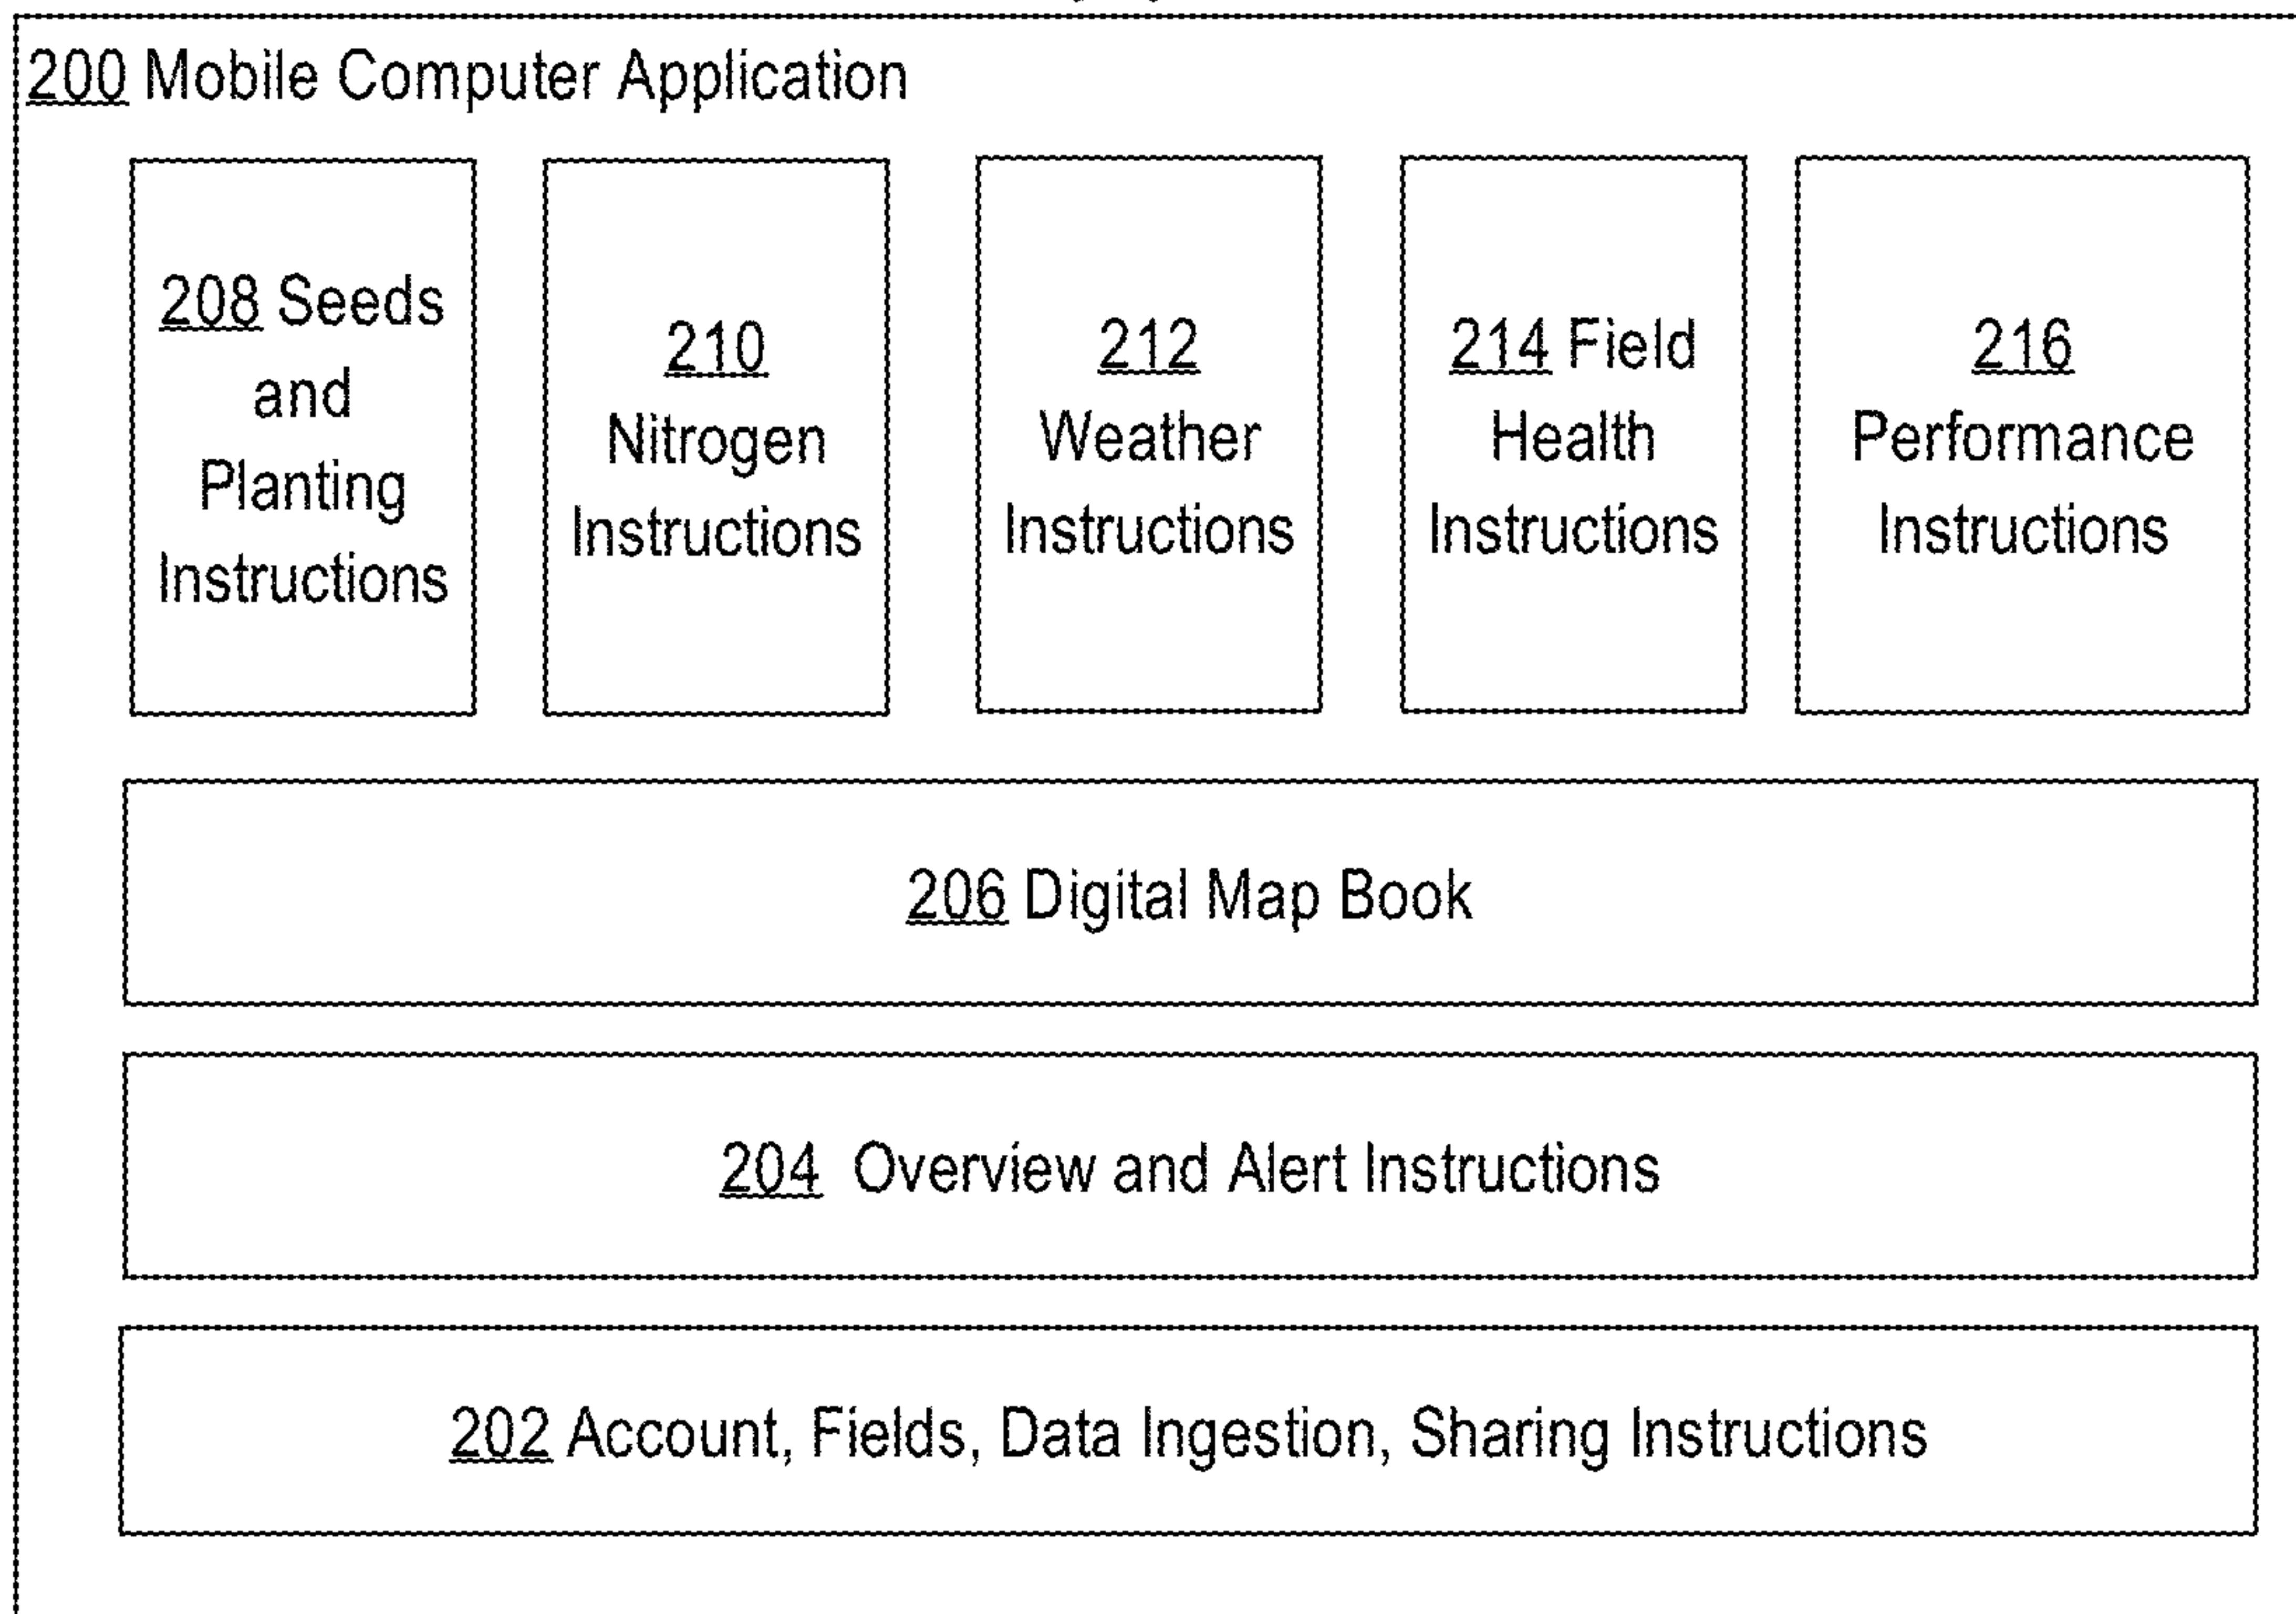 200 Mobile Computer Application
208 Seeds
and
Planting
Instructions
210
Nitrogen
Instructions
212
Weather
Instructions
214 Field
Health
Instructions
216
Performance
Instructions
206 Digital Map Book
204 Overview and Alert Instructions
202 Account, Fields, Data Ingestion, Sharing Instructions